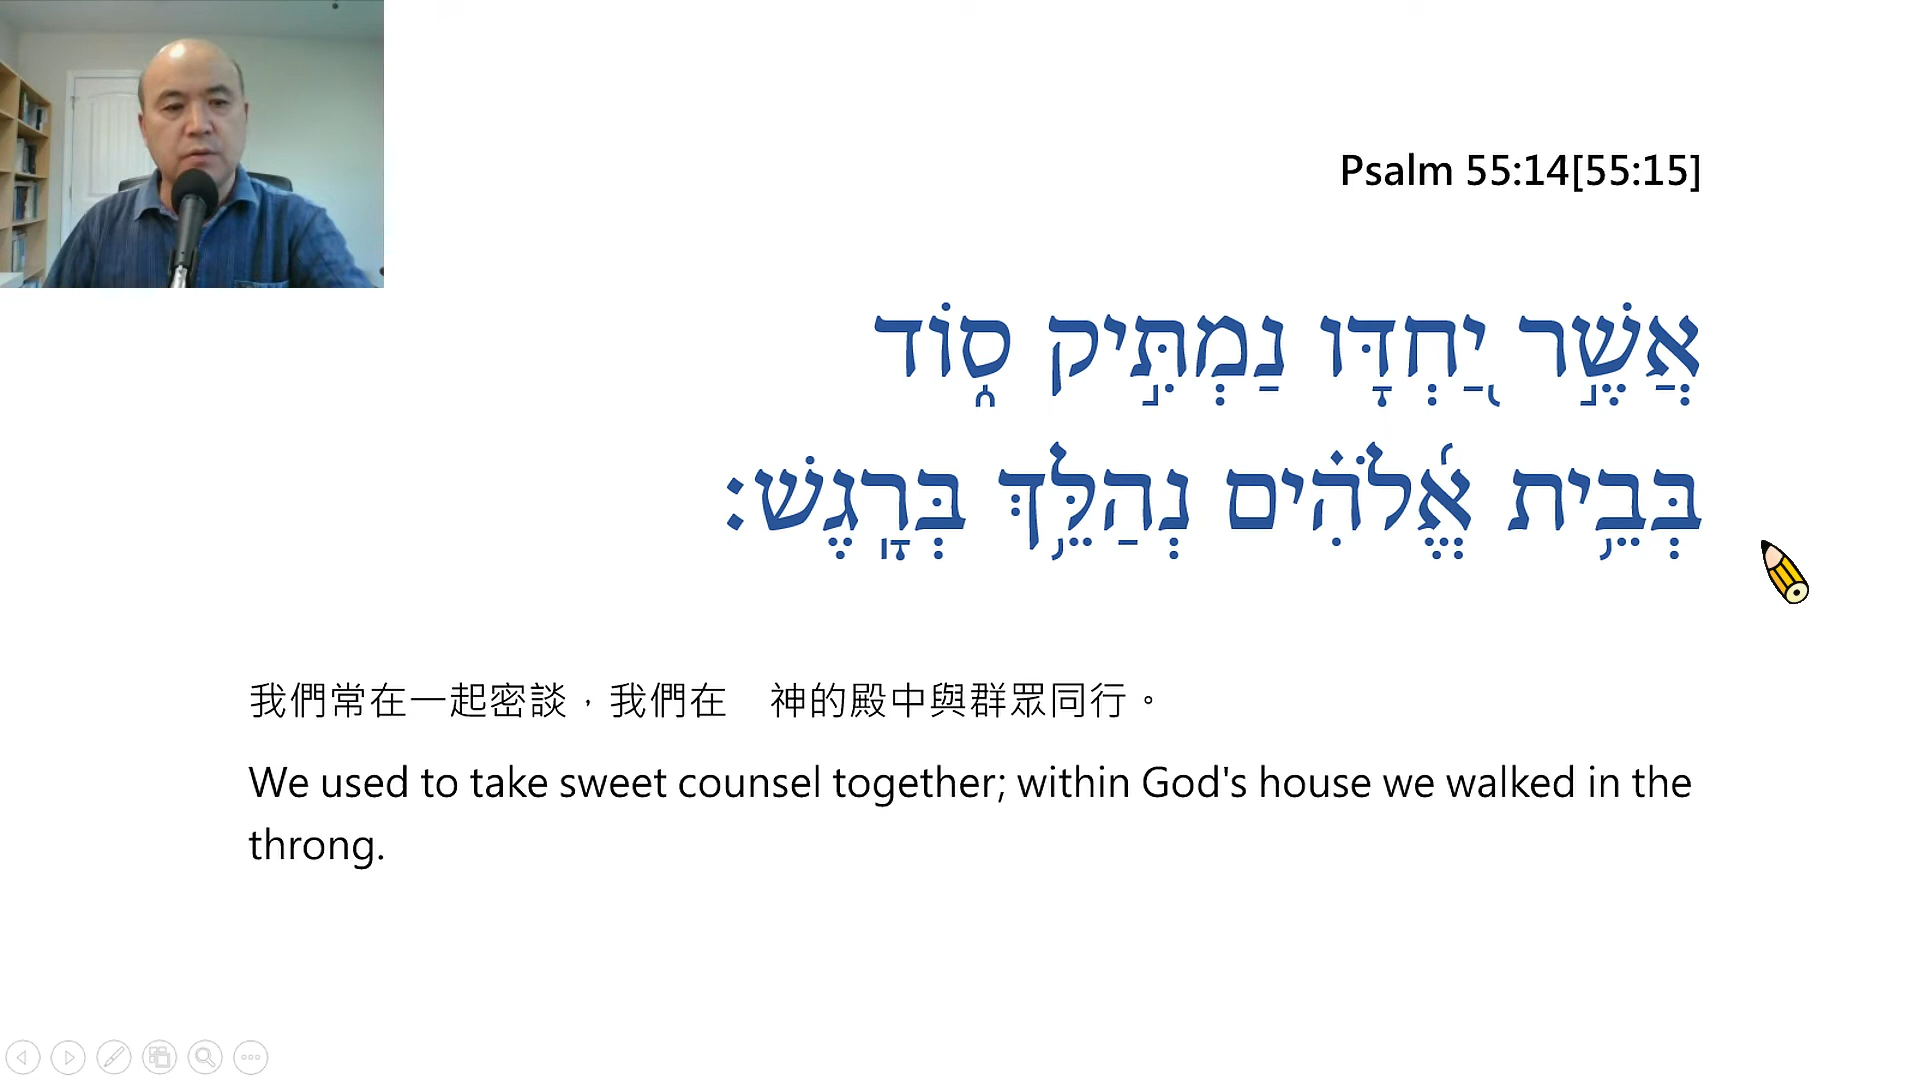 Psalm 55:14[55:15]
אֲשֶׁ֣ר יַ֭חְדָּו נַמְתִּ֣יק ס֑וֹד
בְּבֵ֥ית אֱ֝לֹהִ֗ים נְהַלֵּ֥ךְ בְּרָֽגֶשׁ׃
我們常在一起密談，我們在　神的殿中與群眾同行。
We used to take sweet counsel together; within God's house we walked in the
throng.